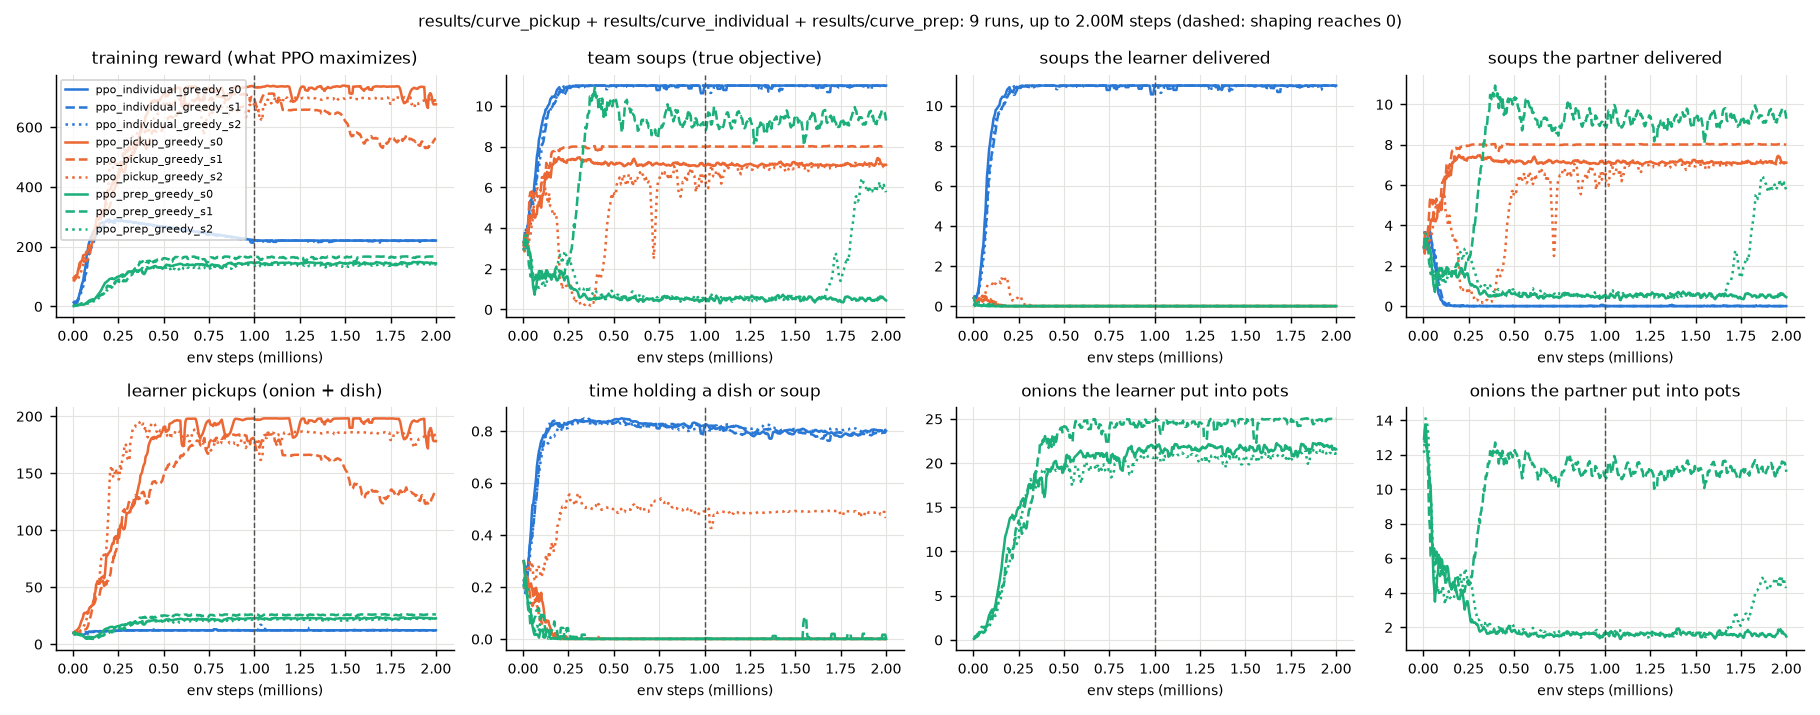 results/curve_pickup + results/curve_individual + results/curve_prep: 9 runs, up to 2.00M steps (dashed: shaping reaches 0)
training reward (what PPO maximizes)
ppo_individual_greedy_s0
ppo_individual_greedy_s1
ppo_individual_greedy_s2
ppo_pickup_greedy_s0
ppo_pickup_greedy_s1
ppo_pickup_greedy_s2
ppo_prep_greedy_s0
ppo_prep_greedy_s1
ppo_prep_greedy_s2
600
400
200
0
0.00 0.25 0.50 0.75 1.00 1.25 1.50 1.75 2.00
env steps (millions)
team soups (true objective)
10
8
6
4
2
0
0.00 0.25 0.50 0.75 1.00 1.25 1.50 1.75 2.00
env steps (millions)
soups the learner delivered
10
8
6
4
2
0
0.00 0.25 0.50 0.75 1.00 1.25 1.50 1.75 2.00
env steps (millions)
soups the partner delivered
10
8
6
4
2
0
0.00 0.25 0.50 0.75 1.00 1.25 1.50 1.75 2.00
env steps (millions)
learner pickups (onion + dish)
200
150
100
50
0
0.00 0.25 0.50 0.75 1.00 1.25 1.50 1.75 2.00
env steps (millions)
time holding a dish or soup
0.8
0.6
0.4
0.2
0.0
0.00 0.25 0.50 0.75 1.00 1.25 1.50 1.75 2.00
env steps (millions)
onions the learner put into pots
25
20
15
10
5
0
0.00 0.25 0.50 0.75 1.00 1.25 1.50 1.75 2.00
env steps (millions)
onions the partner put into pots
14
12
10
8
6
4
2
0.00 0.25 0.50 0.75 1.00 1.25 1.50 1.75 2.00
env steps (millions)